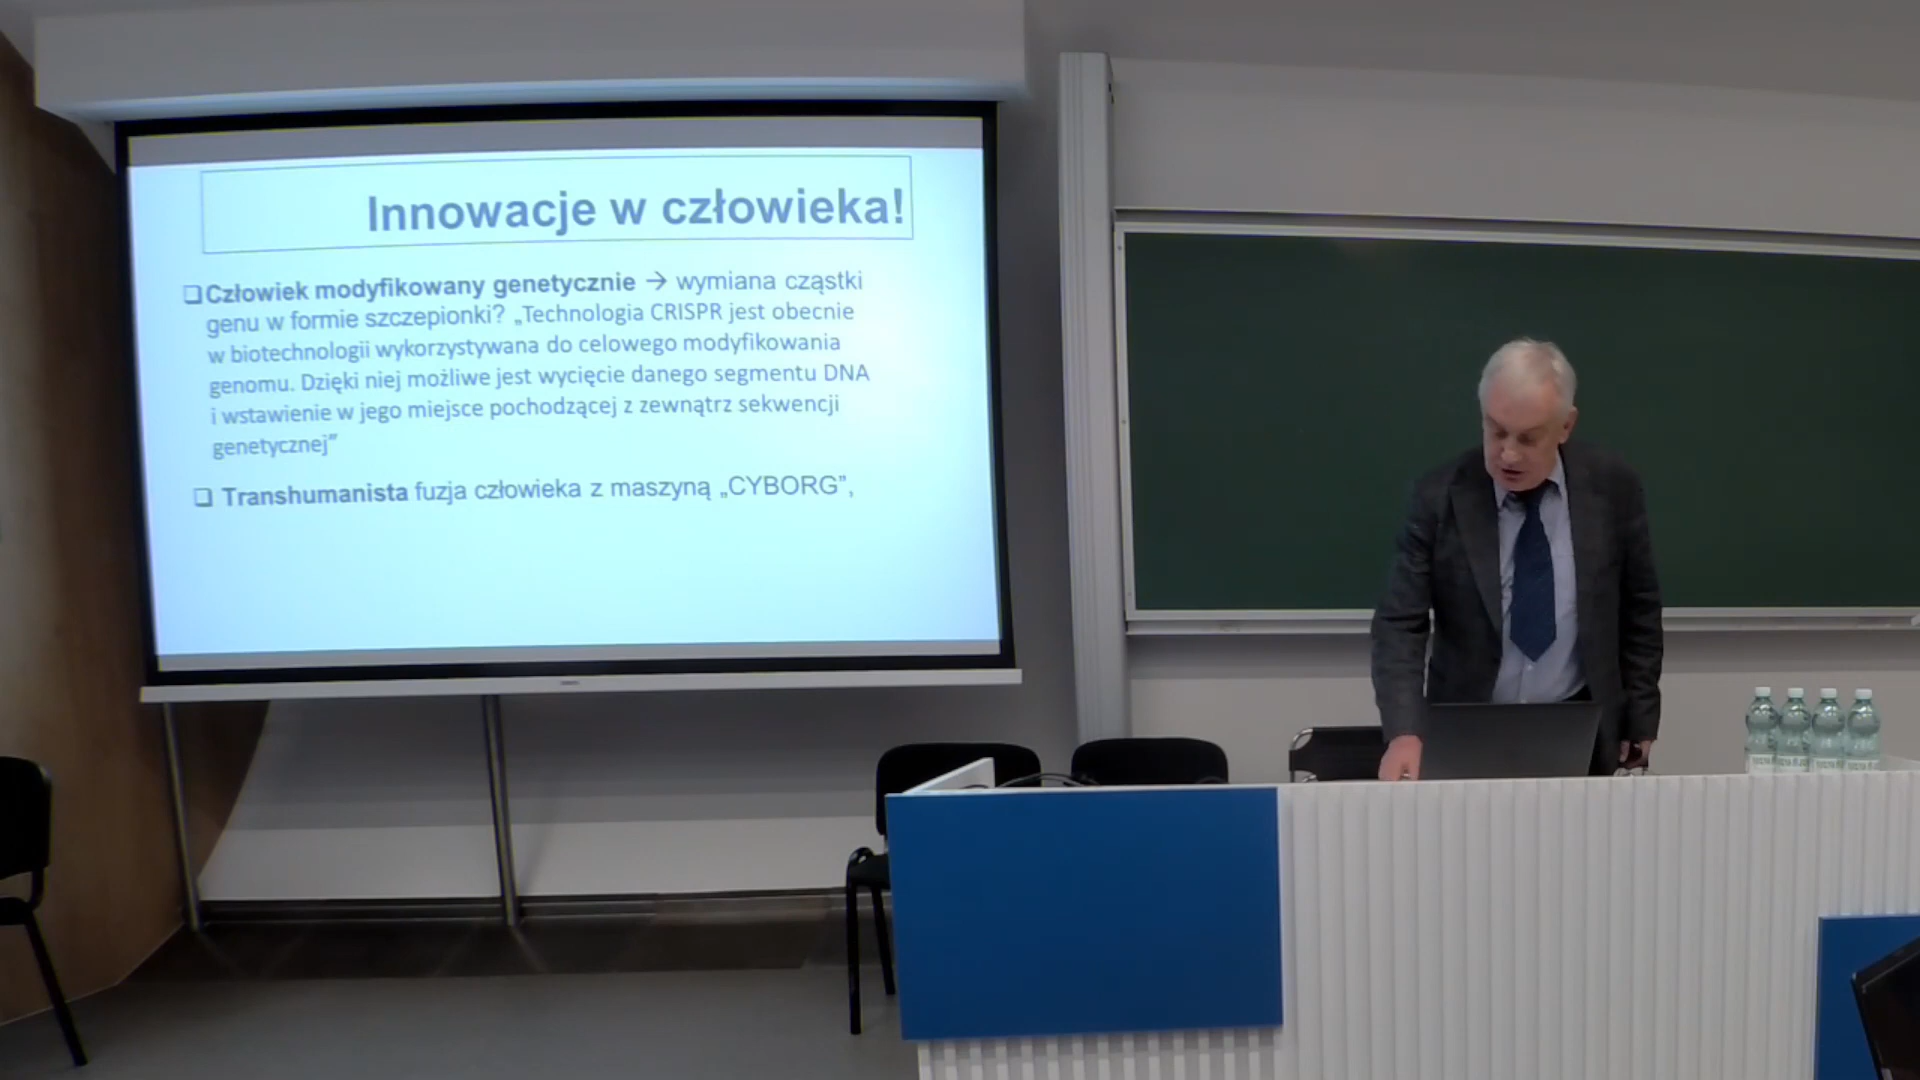 Innowacje w człowieka!
❑Człowiek modyfikowany genetycznie → wymiana cząstki
genu w formie szczepionki? „Technologia CRISPR jest obecnie
w biotechnologii wykorzystywana do celowego modyfikowania
genomu. Dzięki niej możliwe jest wycięcie danego segmentu DNA
i wstawienie w jego miejsce pochodzącej z zewnątrz sekwencji
genetycznej”
❑ Transhumanista fuzja człowieka z maszyną „CYBORG”,